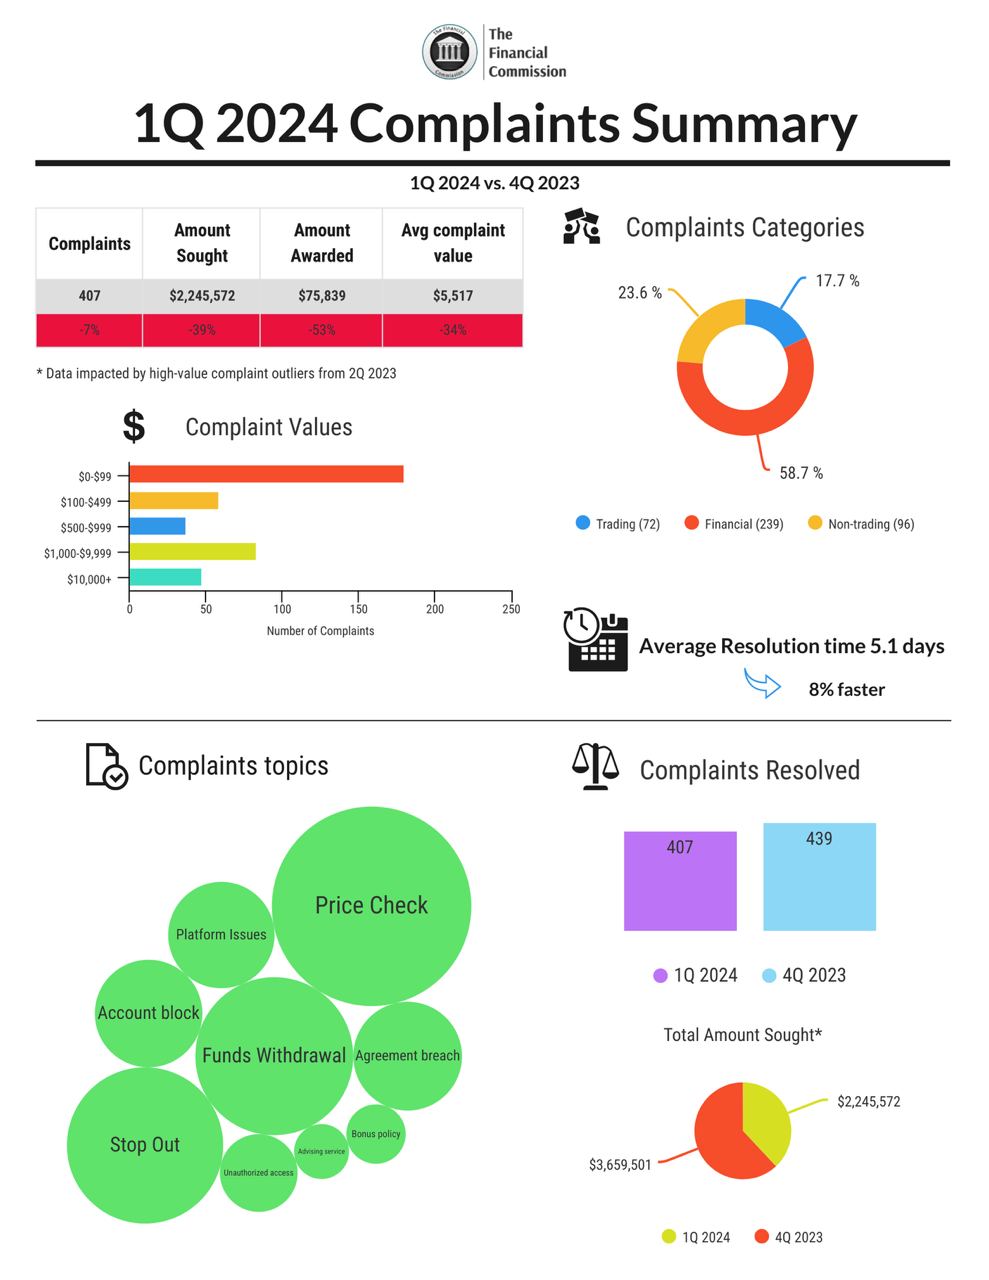 The Financial
Commission
The
Financial
Commission
1Q 2024 Complaints Summary
1Q 2024 vs. 4Q 2023
Complaints
Amount Sought
Amount Awarded
Avg complaint value
407
$2,245,572
$75,839
$5,517
-7%
-39%
-53%
-34%
* Data impacted by high-value complaint outliers from 2Q 2023
$
Complaint Values
$0-$99
$100-$499
$500-$999
$1,000-$9,999
$10,000+
0
50
100
150
200
250
Number of Complaints
Complaints Categories
17.7 %
23.6 %
58.7 %
Trading (72)
Financial (239)
Non-trading (96)
Average Resolution time 5.1 days
8% faster
Complaints topics
Price Check
Platform Issues
Account block
Funds Withdrawal
Agreement breach
Stop Out
Bonus policy
Advising service
Unauthorized access
Complaints Resolved
407
439
1Q 2024
4Q 2023
Total Amount Sought*
$2,245,572
$3,659,501
1Q 2024
4Q 2023